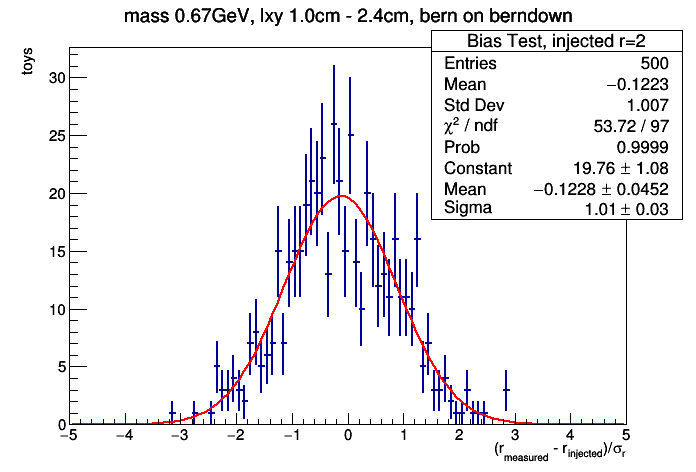 mass 0.67GeV, lxy 1.0cm - 2.4cm, bern on berndown
Bias Test, injected r=2
Entries 500
Mean −0.1223
Std Dev 1.007
χ² / ndf 53.72 / 97
Prob 0.9999
Constant 19.76 ± 1.08
Mean −0.1228 ± 0.0452
Sigma 1.01 ± 0.03
toys
30
25
20
15
10
5
0
−5 −4 −3 −2 −1 0 1 2 3 4 5
(r_measured - r_injected)/σ_r